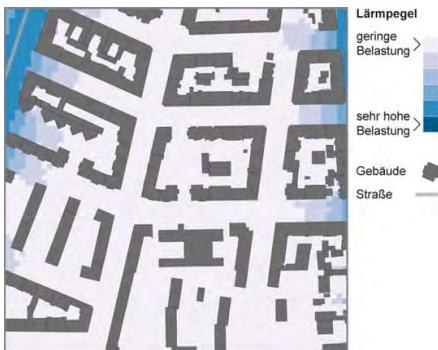 Lärmpegel
geringe
Belastung
sehr hohe
Belastung
Gebäude
Straße